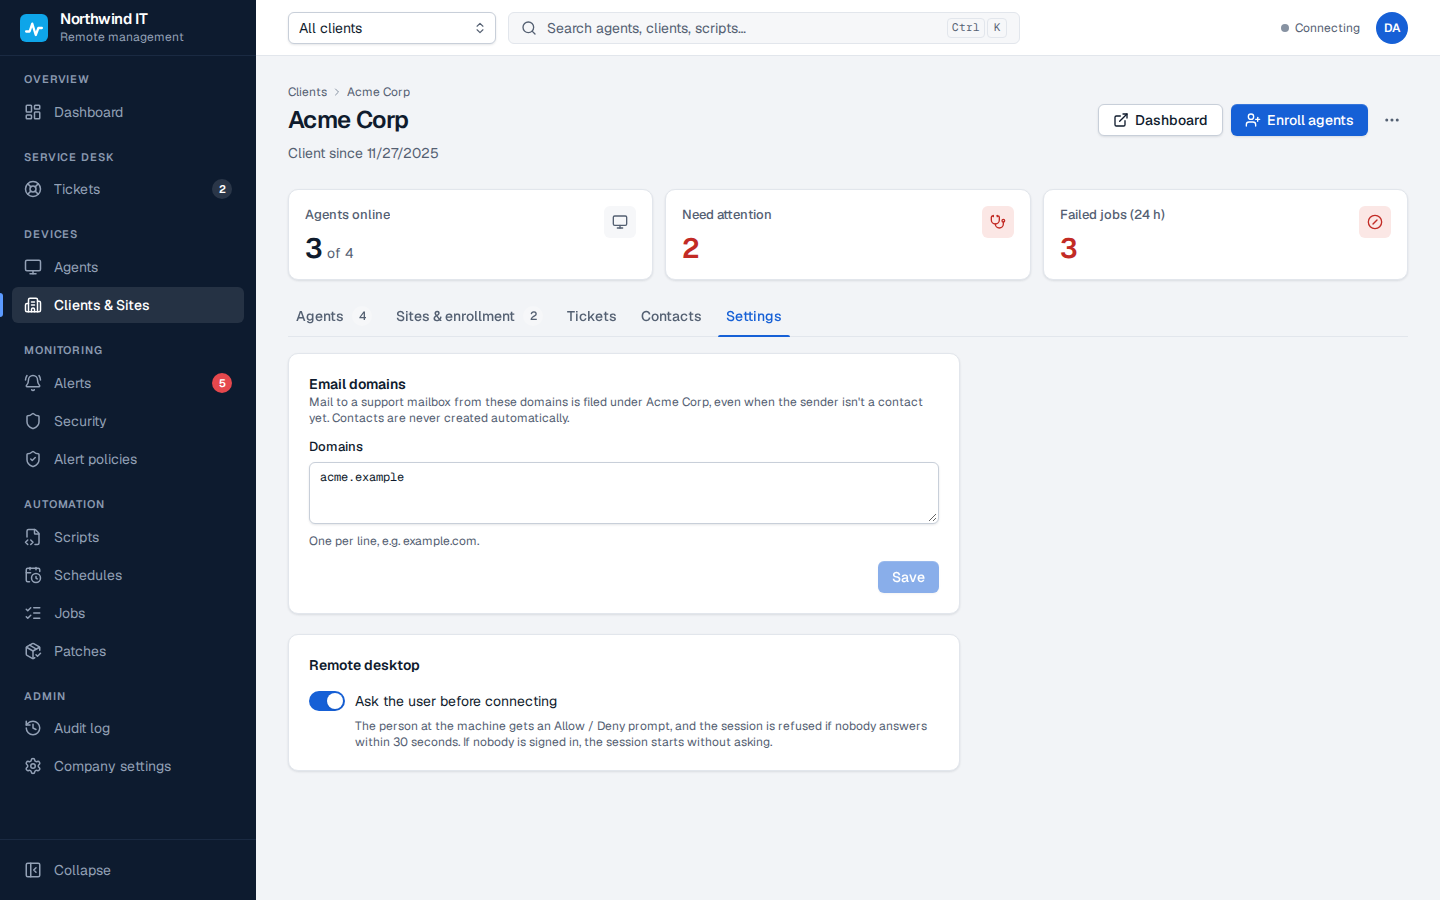 Northwind IT
Remote management
OVERVIEW
Dashboard
SERVICE DESK
Tickets 2
DEVICES
Agents
Clients & Sites
MONITORING
Alerts 5
Security
Alert policies
AUTOMATION
Scripts
Schedules
Jobs
Patches
ADMIN
Audit log
Company settings
Collapse
All clients
Search agents, clients, scripts... Ctrl K
Connecting
DA
Clients > Acme Corp
Acme Corp
Client since 11/27/2025
Dashboard
Enroll agents
Agents online
3 of 4
Need attention
2
Failed jobs (24 h)
3
Agents 4 Sites & enrollment 2 Tickets Contacts Settings
Email domains
Mail to a support mailbox from these domains is filed under Acme Corp, even when the sender isn't a contact
yet. Contacts are never created automatically.
Domains
acme.example
One per line, e.g. example.com.
Save
Remote desktop
Ask the user before connecting
The person at the machine gets an Allow / Deny prompt, and the session is refused if nobody answers
within 30 seconds. If nobody is signed in, the session starts without asking.